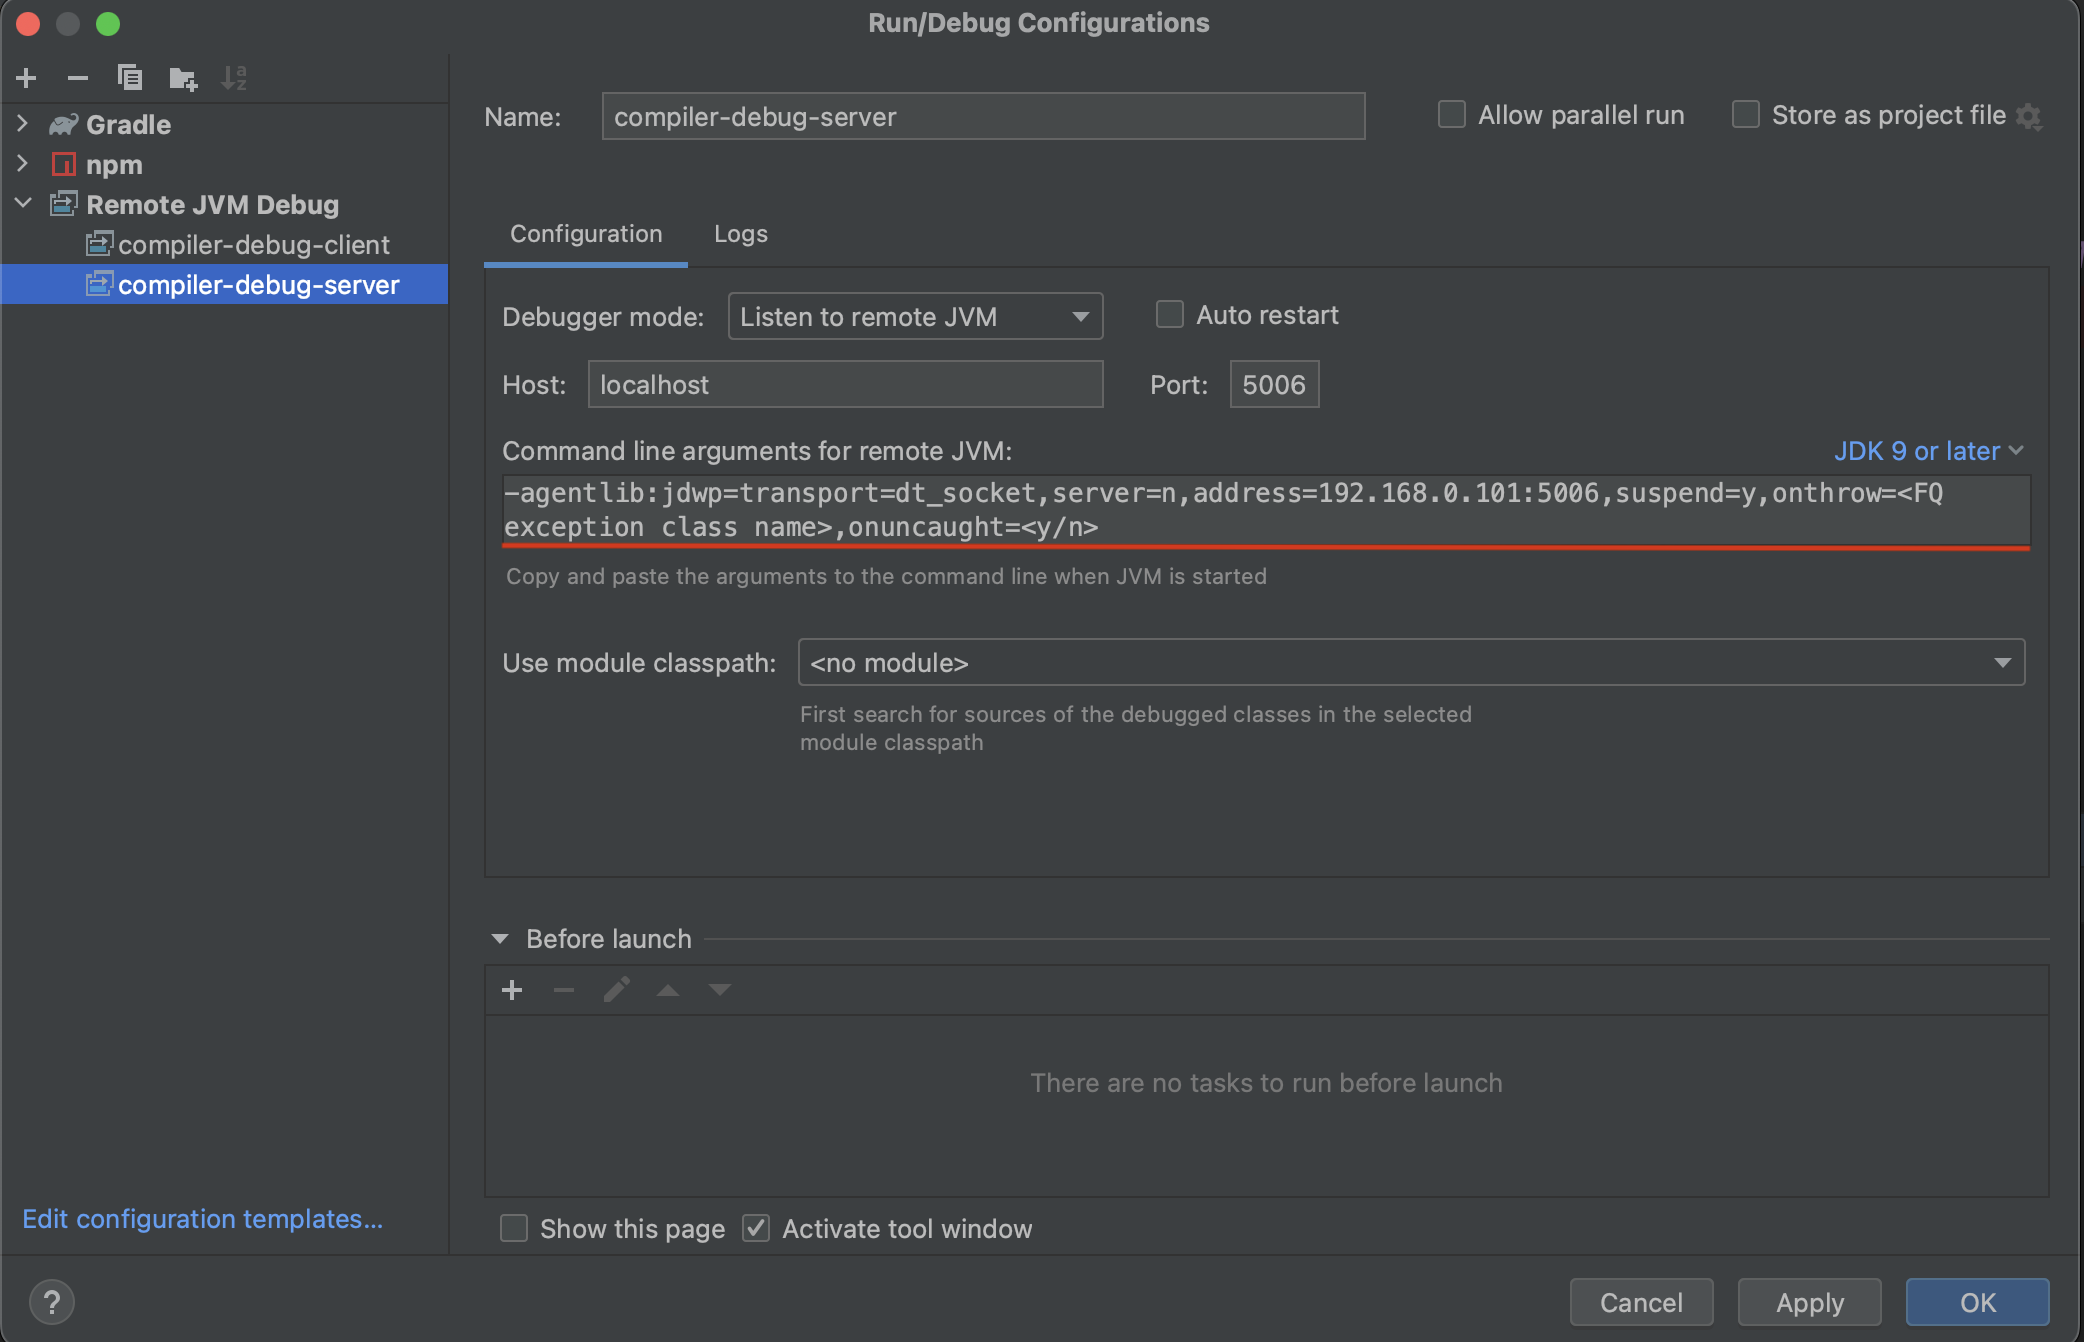 Run/Debug Configurations
Gradle
npm
Remote JVM Debug
compiler-debug-client
compiler-debug-server
Edit configuration templates...
Name: compiler-debug-server
Allow parallel run
Store as project file
Configuration
Logs
Debugger mode: Listen to remote JVM
Auto restart
Host: localhost
Port: 5006
Command line arguments for remote JVM:
JDK 9 or later
-agentlib:jdwp=transport=dt_socket,server=n,address=192.168.0.101:5006,suspend=y,onthrow=<FQ
exception class name>,onuncaught=<y/n>
Copy and paste the arguments to the command line when JVM is started
Use module classpath: <no module>
First search for sources of the debugged classes in the selected
module classpath
Before launch
There are no tasks to run before launch
Show this page
Activate tool window
?
Cancel
Apply
OK